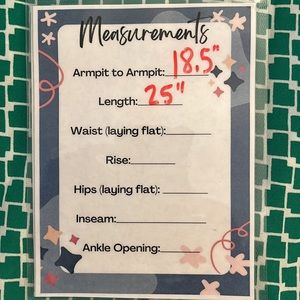 Measurements
Armpit to Armpit: 18.5"
Length: 25"
Waist (laying flat):
Rise:
Hips (laying flat):
Inseam:
Ankle Opening: